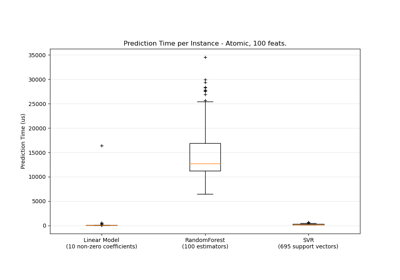 Prediction Time per Instance - Atomic, 100 feats.
35000
30000
25000
20000
15000
10000
5000
0
Prediction Time (us)
Linear Model
(10 non-zero coefficients)
RandomForest
(100 estimators)
SVR
(695 support vectors)